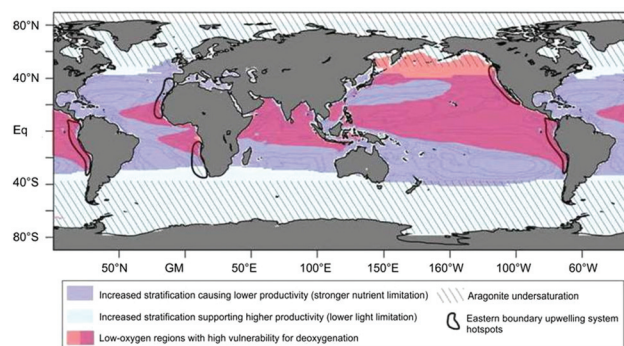 80°N
40°N
Eq
40°S
80°S
50°N GM 50°E 100°E 150°E 160°W 100°W 60°W
Increased stratification causing lower productivity (stronger nutrient limitation)
Increased stratification supporting higher productivity (lower light limitation)
Low-oxygen regions with high vulnerability for deoxygenation
Aragonite undersaturation
Eastern boundary upwelling system
hotspots